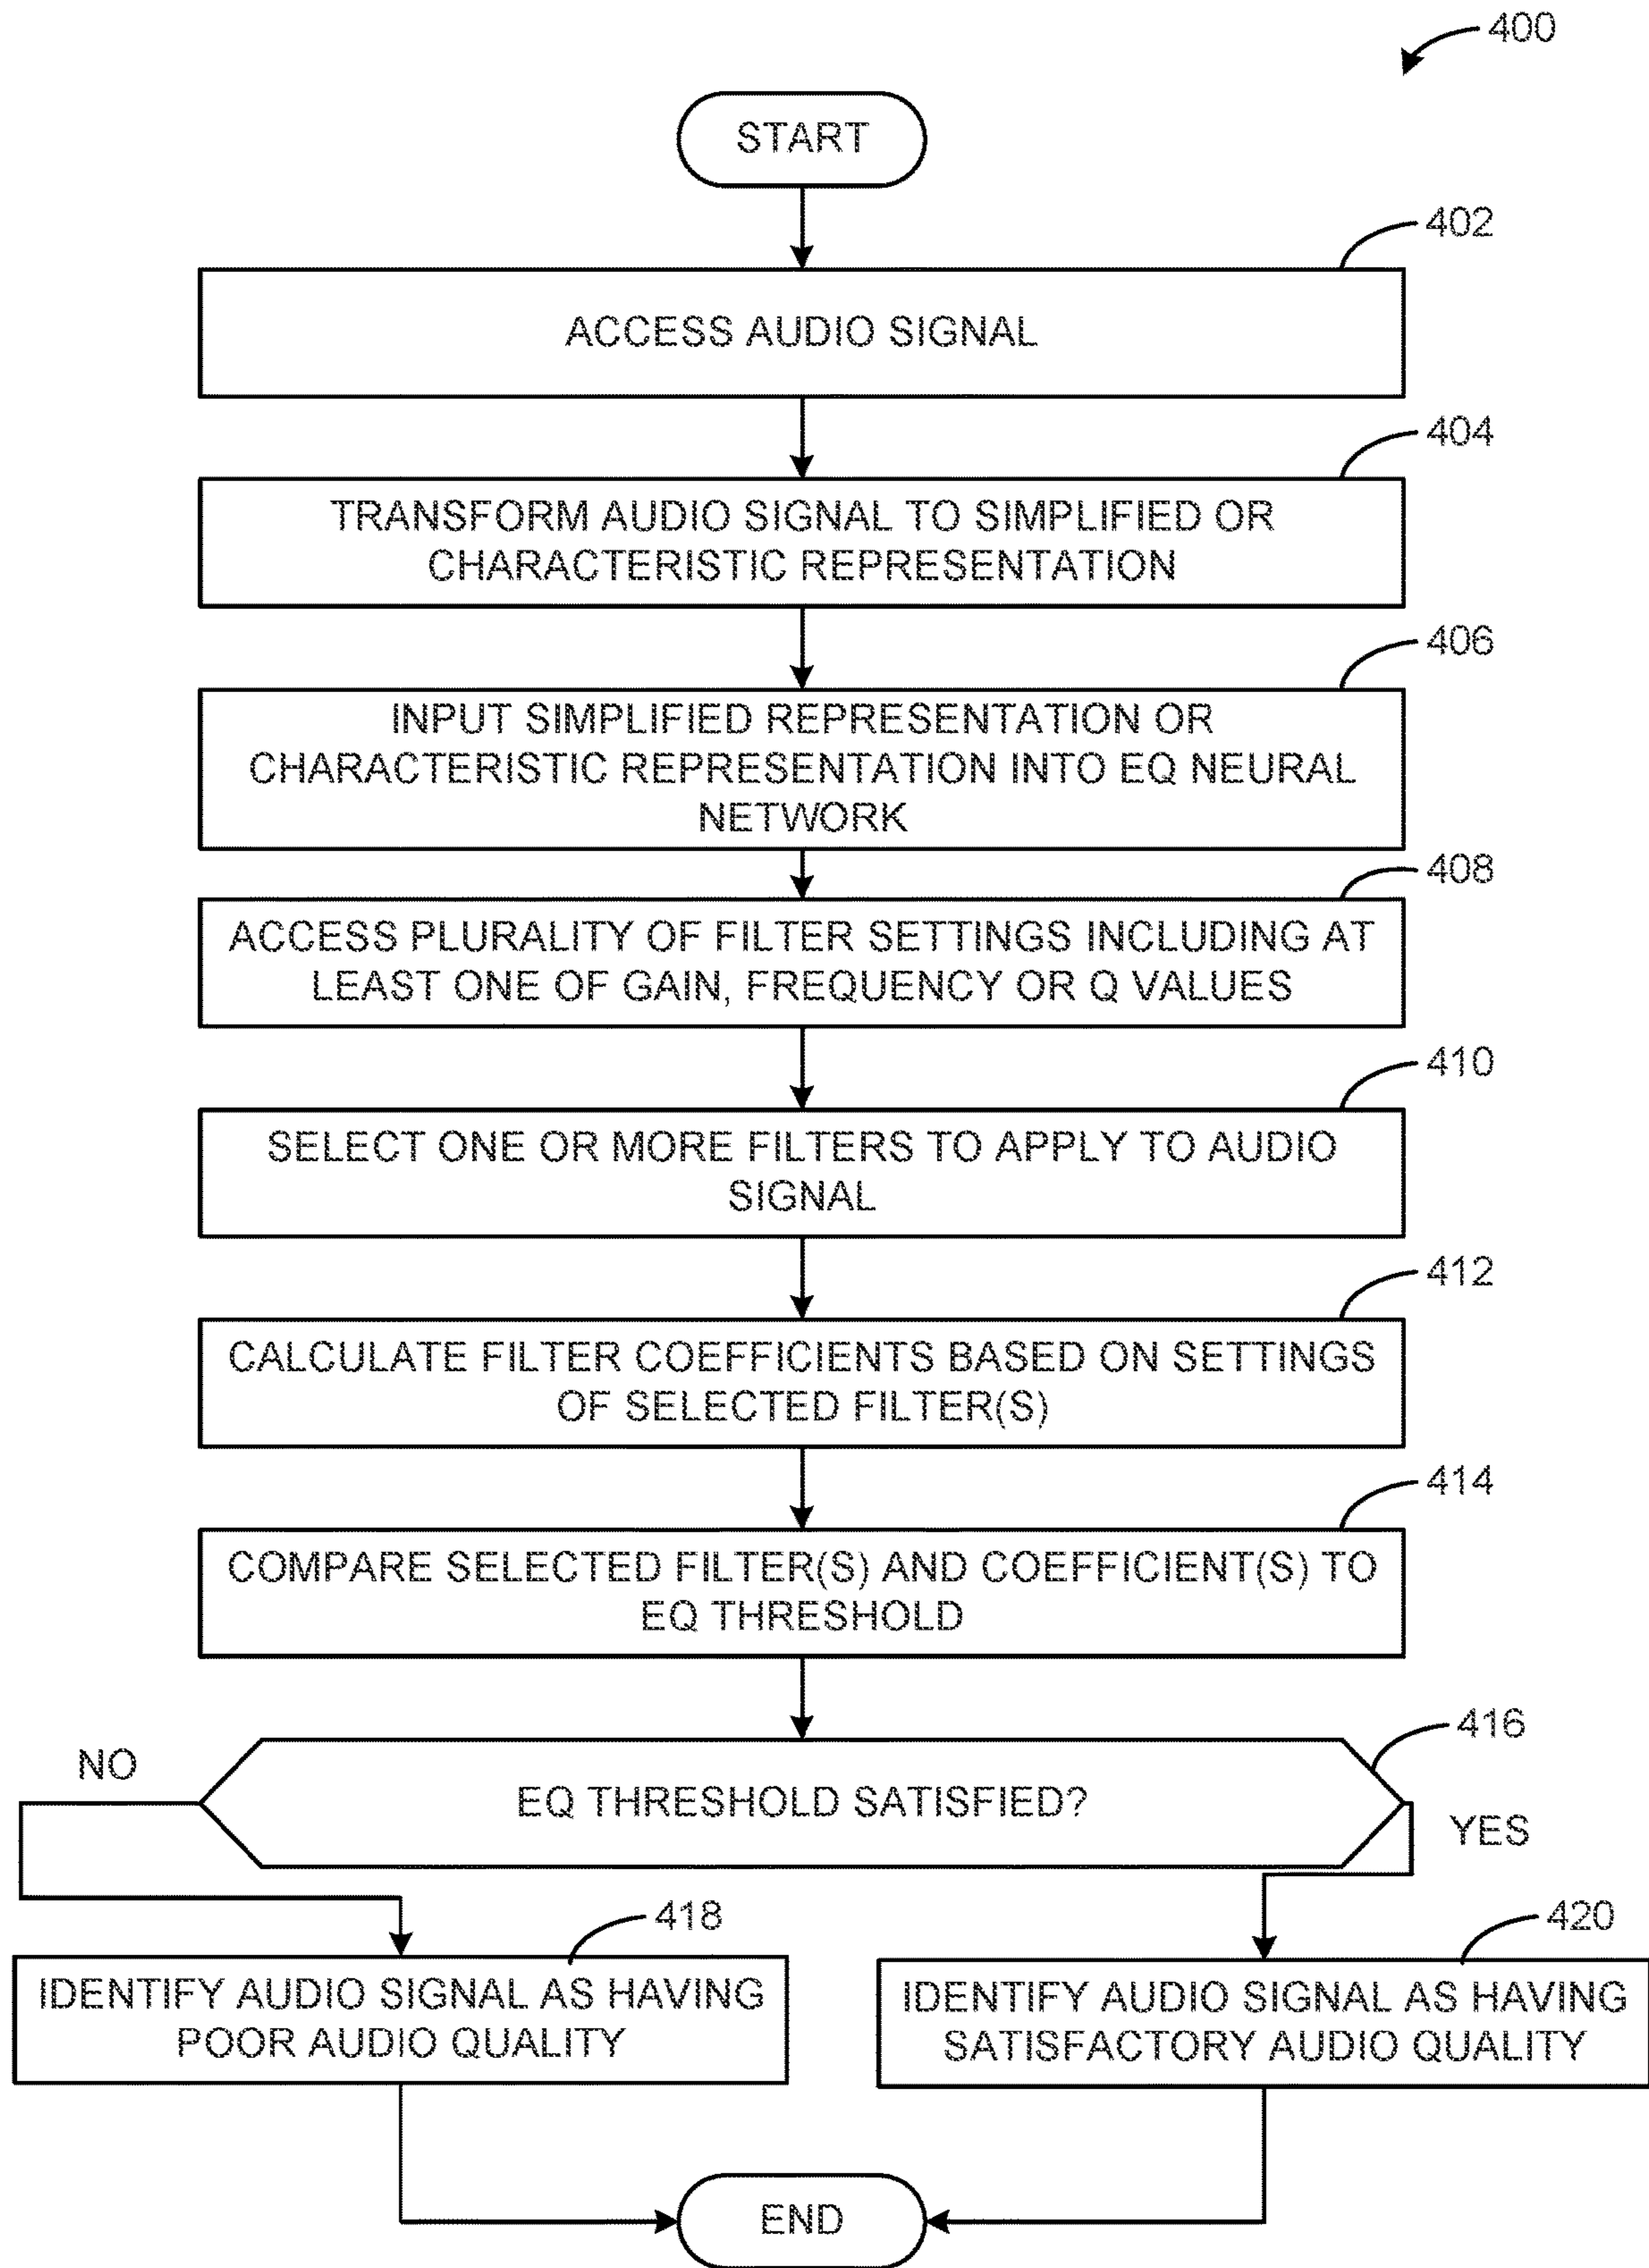 400
START
402
ACCESS AUDIO SIGNAL
404
TRANSFORM AUDIO SIGNAL TO SIMPLIFIED OR
CHARACTERISTIC REPRESENTATION
406
INPUT SIMPLIFIED REPRESENTATION OR
CHARACTERISTIC REPRESENTATION INTO EQ NEURAL
NETWORK
408
ACCESS PLURALITY OF FILTER SETTINGS INCLUDING AT
LEAST ONE OF GAIN, FREQUENCY OR Q VALUES
410
SELECT ONE OR MORE FILTERS TO APPLY TO AUDIO
SIGNAL
412
CALCULATE FILTER COEFFICIENTS BASED ON SETTINGS
OF SELECTED FILTER(S)
414
COMPARE SELECTED FILTER(S) AND COEFFICIENT(S) TO
EQ THRESHOLD
416
NO
EQ THRESHOLD SATISFIED?
YES
418
IDENTIFY AUDIO SIGNAL AS HAVING
POOR AUDIO QUALITY
420
IDENTIFY AUDIO SIGNAL AS HAVING
SATISFACTORY AUDIO QUALITY
END